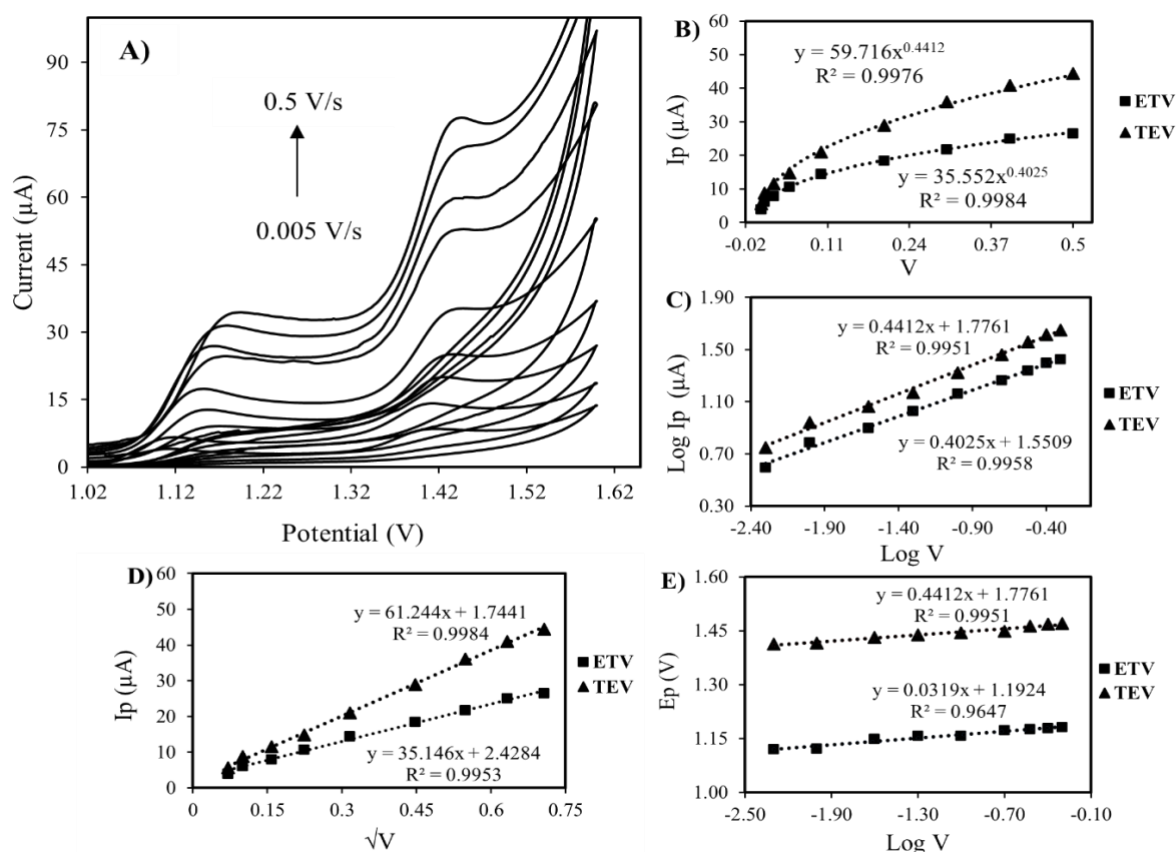 A)
90
75
60
45
30
15
0
Current (µA)
0.5 V/s
0.005 V/s
1.02 1.12 1.22 1.32 1.42 1.52 1.62
Potential (V)
B)
60
50
40
30
20
10
0
Ip (µA)
y = 59.716x^0.4412
R² = 0.9976
y = 35.552x^0.4025
R² = 0.9984
-0.02 0.11 0.24 0.37 0.5
V
ETV
TEV
C)
1.90
1.50
1.10
0.70
0.30
Log Ip (µA)
y = 0.4412x + 1.7761
R² = 0.9951
y = 0.4025x + 1.5509
R² = 0.9958
-2.40 -1.90 -1.40 -0.90 -0.40
Log V
ETV
TEV
D)
60
50
40
30
20
10
0
Ip (µA)
y = 61.244x + 1.7441
R² = 0.9984
y = 35.146x + 2.4284
R² = 0.9953
0 0.15 0.30 0.45 0.60 0.75
√V
ETV
TEV
E)
1.60
1.45
1.30
1.15
1.00
Ep (V)
y = 0.4412x + 1.7761
R² = 0.9951
y = 0.0319x + 1.1924
R² = 0.9647
-2.50 -1.90 -1.30 -0.70 -0.10
Log V
ETV
TEV